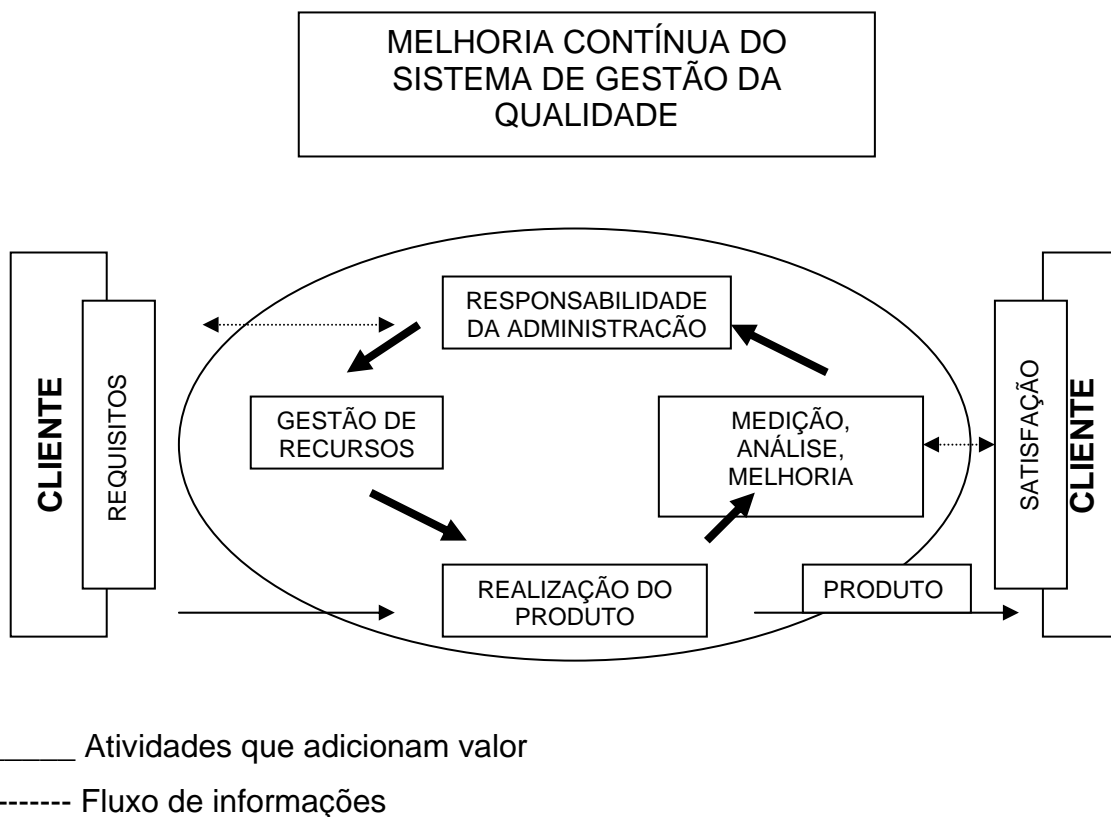 MELHORIA CONTÍNUA DO
SISTEMA DE GESTÃO DA
QUALIDADE
CLIENTE
REQUISITOS
RESPONSABILIDADE
DA ADMINISTRACÃO
GESTÃO DE
RECURSOS
MEDIÇÃO,
ANÁLISE,
MELHORIA
REALIZAÇÃO DO
PRODUTO
PRODUTO
SATISFAÇÃO
CLIENTE
_____ Atividades que adicionam valor
------- Fluxo de informações